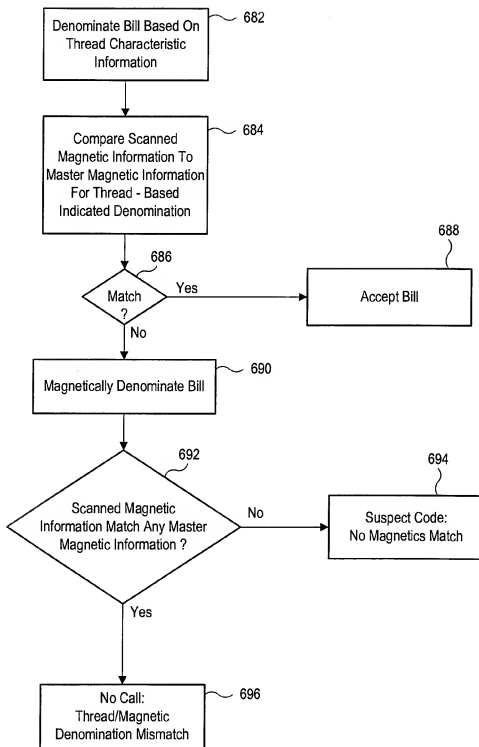 682
Denominate Bill Based On
Thread Characteristic
Information
684
Compare Scanned
Magnetic Information To
Master Magnetic Information
For Thread - Based
Indicated Denomination
686
Match
?
Yes
688
Accept Bill
No
690
Magnetically Denominate Bill
692
Scanned Magnetic
Information Match Any Master
Magnetic Information ?
No
694
Suspect Code:
No Magnetics Match
Yes
696
No Call:
Thread/Magnetic
Denomination Mismatch